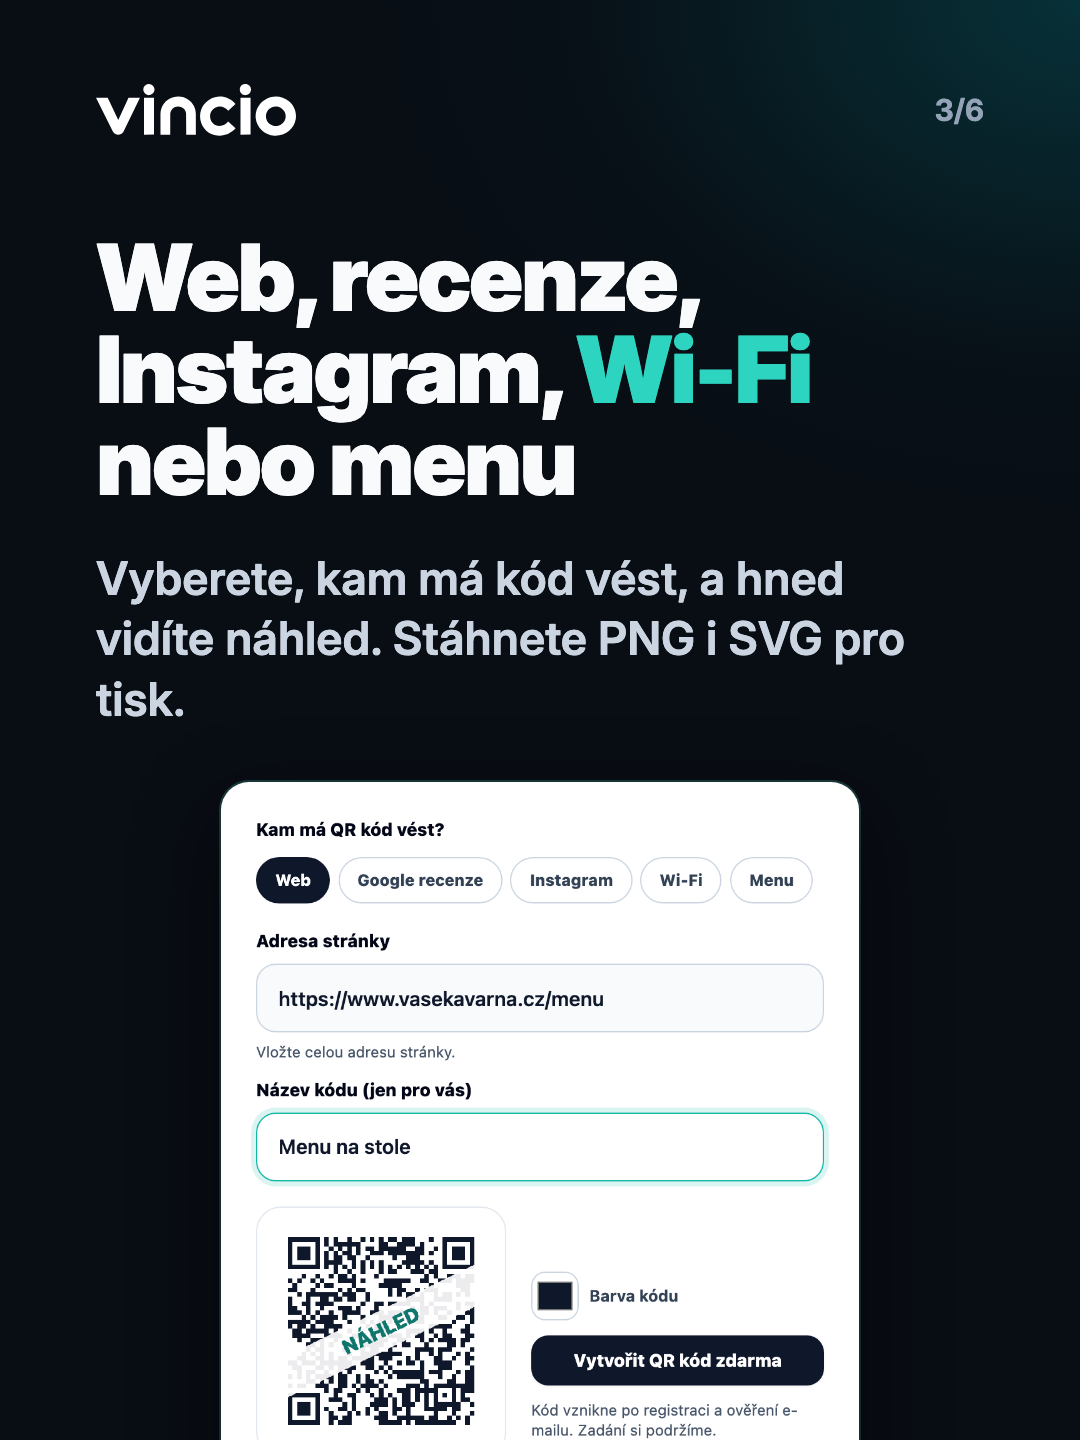 vincio
3/6
Web, recenze,
Instagram, Wi-Fi
nebo menu
Vyberete, kam má kód vést, a hned
vidíte náhled. Stáhnete PNG i SVG pro
tisk.
Kam má QR kód vést?
Web Google recenze Instagram Wi-Fi Menu
Adresa stránky
https://www.vasekavarna.cz/menu
Vložte celou adresu stránky.
Název kódu (jen pro vás)
Menu na stole
NÁHLED
Barva kódu
Vytvořit QR kód zdarma
Kód vznikne po registraci a ověření e-
mailu. Zadání si podržíme.